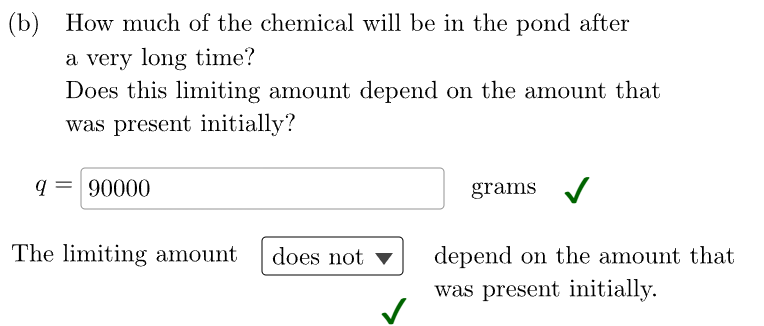 (b) How much of the chemical will be in the pond after
a very long time?
Does this limiting amount depend on the amount that
was present initially?
q = 90000 grams ✓
The limiting amount does not ▼ depend on the amount that
✓ was present initially.